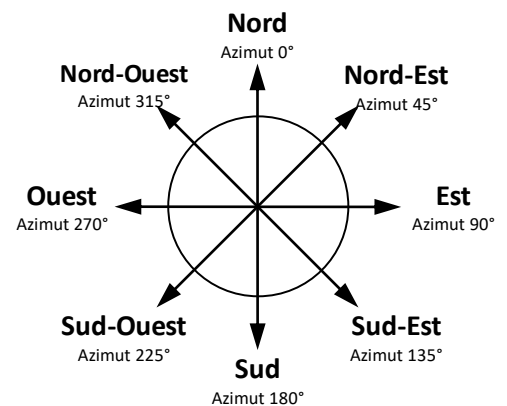 Nord
Azimut 0°
Nord-Ouest
Azimut 315°
Nord-Est
Azimut 45°
Ouest
Azimut 270°
Est
Azimut 90°
Sud-Ouest
Azimut 225°
Sud-Est
Azimut 135°
Sud
Azimut 180°